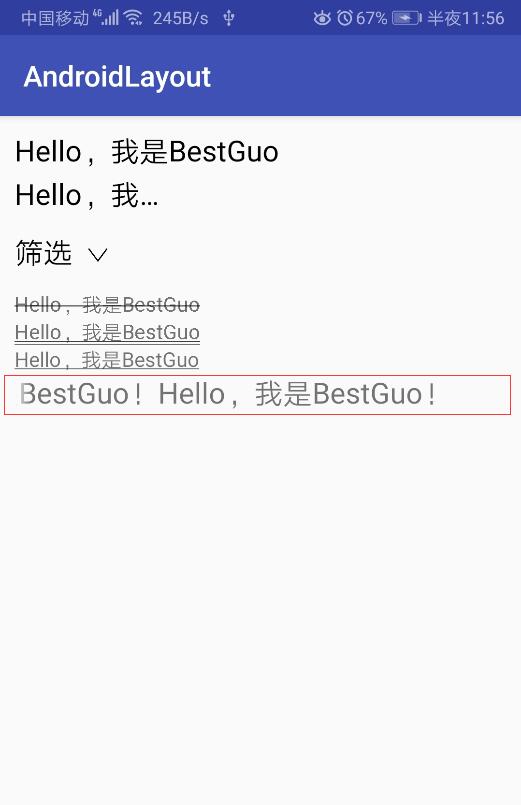 中国移动 4G 245B/s 67% 半夜11:56
AndroidLayout
Hello，我是BestGuo
Hello，我...
筛选
Hello，我是BestGuo
Hello，我是BestGuo
Hello，我是BestGuo
BestGuo！Hello，我是BestGuo！